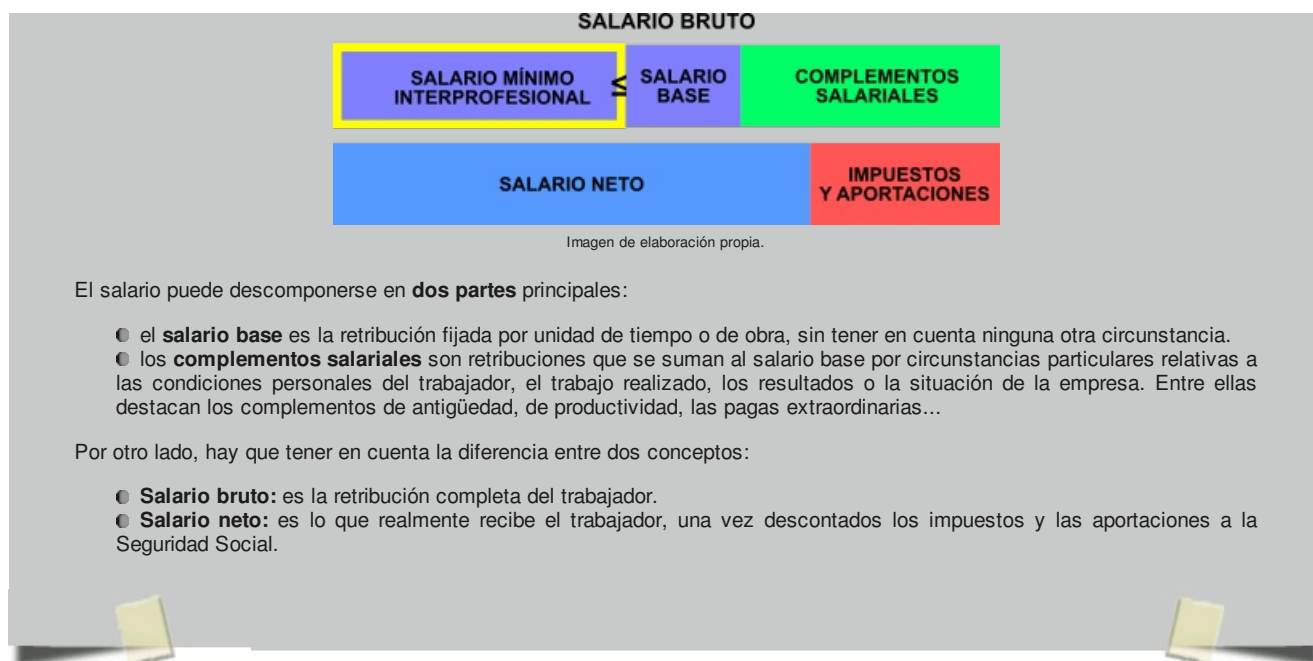 SALARIO BRUTO
SALARIO MÍNIMO
INTERPROFESIONAL
≤
SALARIO
BASE
COMPLEMENTOS
SALARIALES
SALARIO NETO
IMPUESTOS
Y APORTACIONES
Imagen de elaboración propia.
El salario puede descomponerse en dos partes principales:
el salario base es la retribución fijada por unidad de tiempo o de obra, sin tener en cuenta ninguna otra circunstancia.
los complementos salariales son retribuciones que se suman al salario base por circunstancias particulares relativas a
las condiciones personales del trabajador, el trabajo realizado, los resultados o la situación de la empresa. Entre ellas
destacan los complementos de antigüedad, de productividad, las pagas extraordinarias...
Por otro lado, hay que tener en cuenta la diferencia entre dos conceptos:
Salario bruto: es la retribución completa del trabajador.
Salario neto: es lo que realmente recibe el trabajador, una vez descontados los impuestos y las aportaciones a la
Seguridad Social.